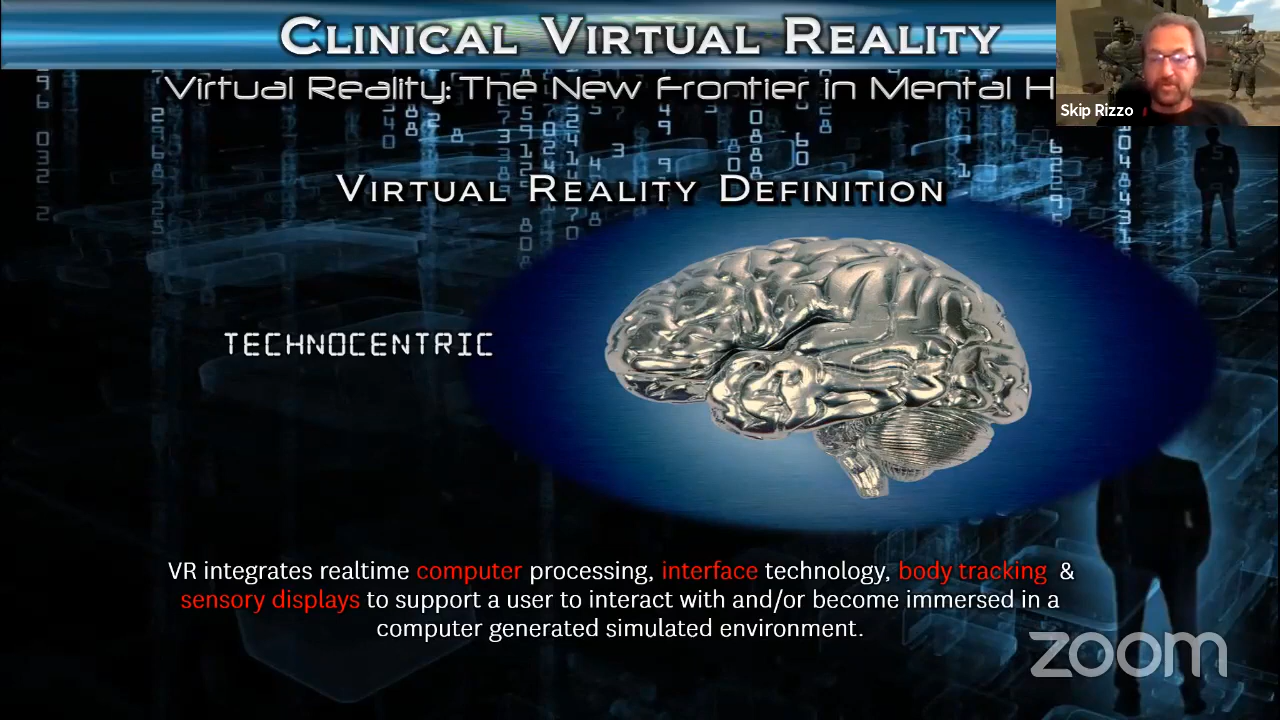 CLINICAL VIRTUAL REALITY
Virtual Reality: The New Frontier in Mental H
Skip Rizzo
VIRTUAL REALITY DEFINITION
TECHNOCENTRIC
VR integrates realtime computer processing, interface technology, body tracking &
sensory displays to support a user to interact with and/or become immersed in a
computer generated simulated environment.
zoom